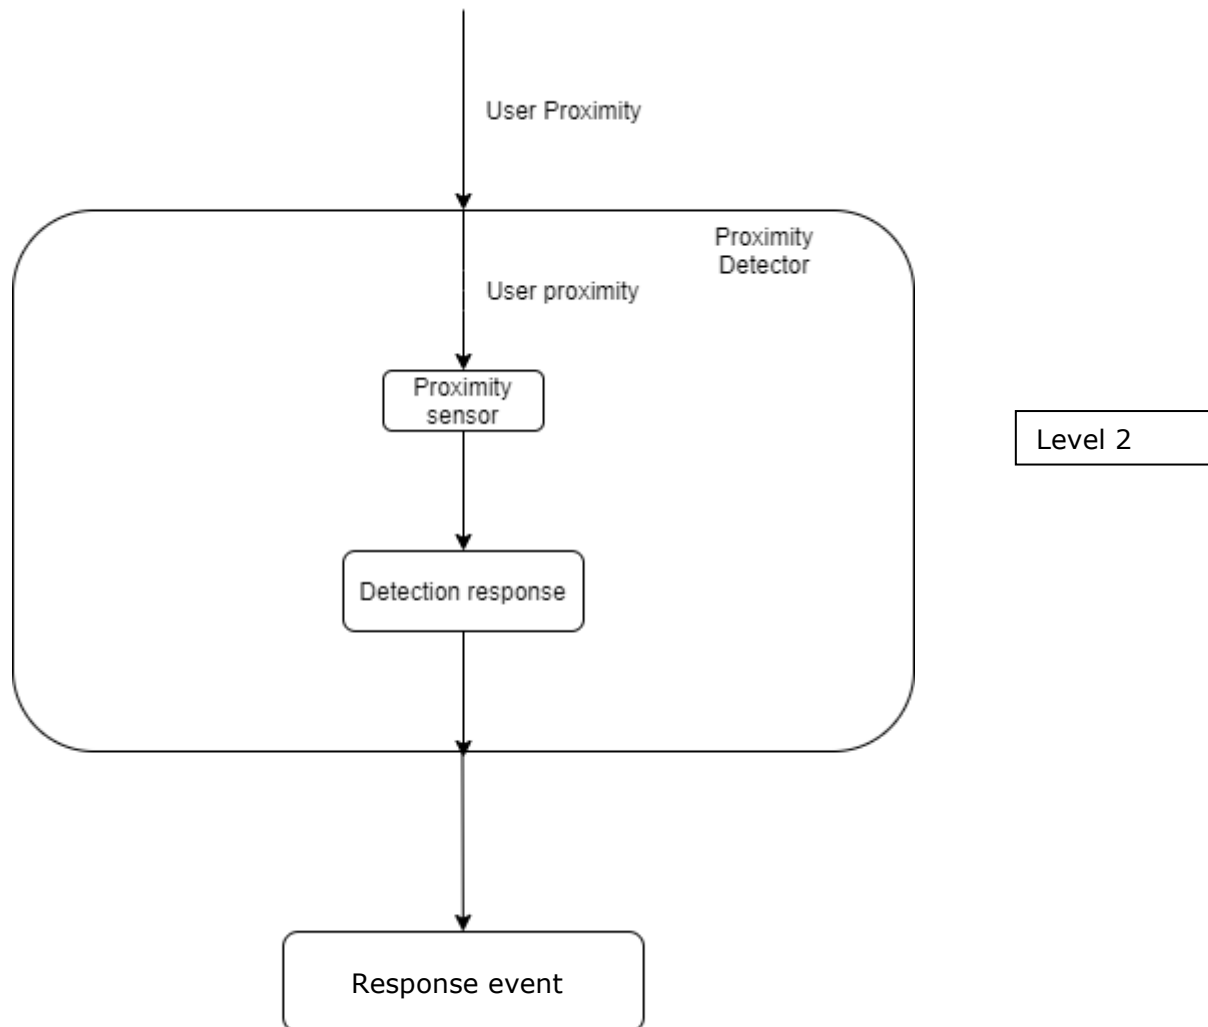 User Proximity
Proximity
Detector
User proximity
Proximity
sensor
Level 2
Detection response
Response event